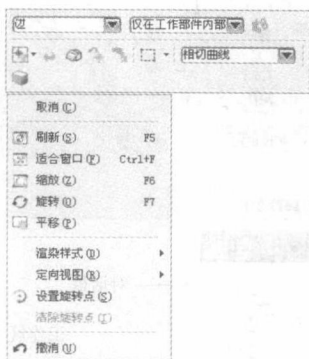 边 仅在工作部件内部
相切曲线
取消(C)
刷新(S) F5
适合窗口(F) Ctrl+F
缩放(Z) F6
旋转(O) F7
平移(P)
渲染样式(D)
定向视图(R)
设置旋转点(S)
清除旋转点(C)
撤消(U)